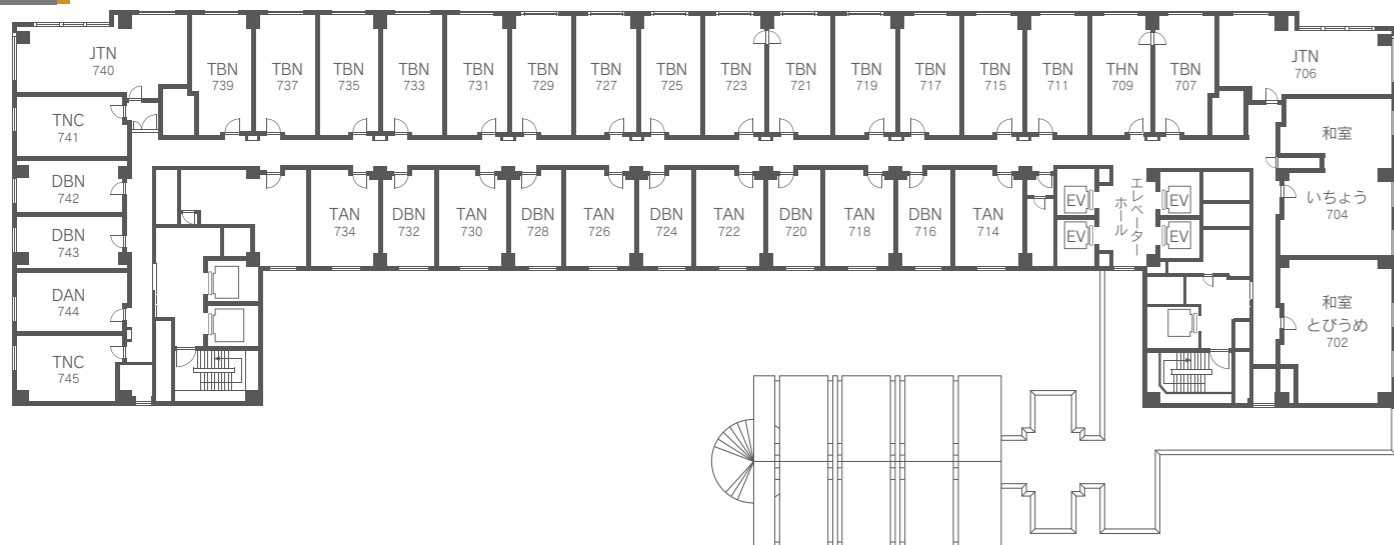 JTN
740
TBN
739
TBN
737
TBN
735
TBN
733
TBN
731
TBN
729
TBN
727
TBN
725
TBN
723
TBN
721
TBN
719
TBN
717
TBN
715
TBN
711
THN
709
TBN
707
JTN
706
TNC
741
DBN
742
DBN
743
DAN
744
TNC
745
TAN
734
DBN
732
TAN
730
DBN
728
TAN
726
DBN
724
TAN
722
DBN
720
TAN
718
DBN
716
TAN
714
EV
EV
エレベーター
ホール
EV
EV
和室
いちょう
704
和室
とびうめ
702